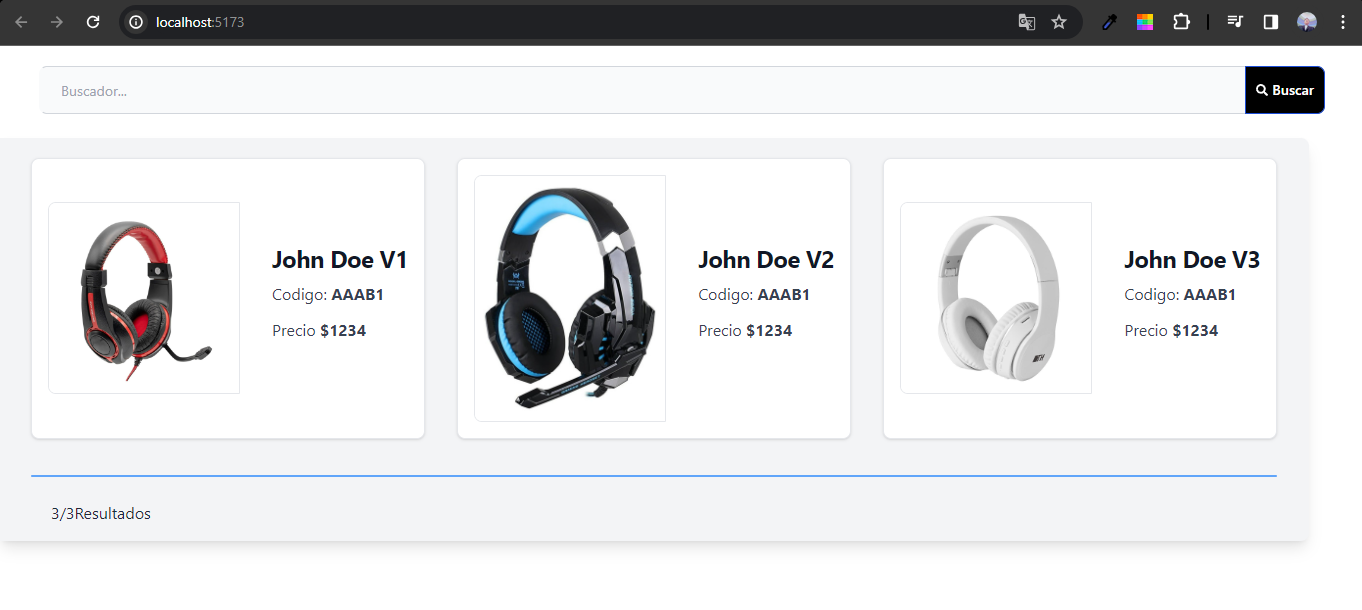 localhost:5173
Buscador...
Buscar
John Doe V1
Codigo: AAAB1
Precio $1234
John Doe V2
Codigo: AAAB1
Precio $1234
John Doe V3
Codigo: AAAB1
Precio $1234
3/3Resultados